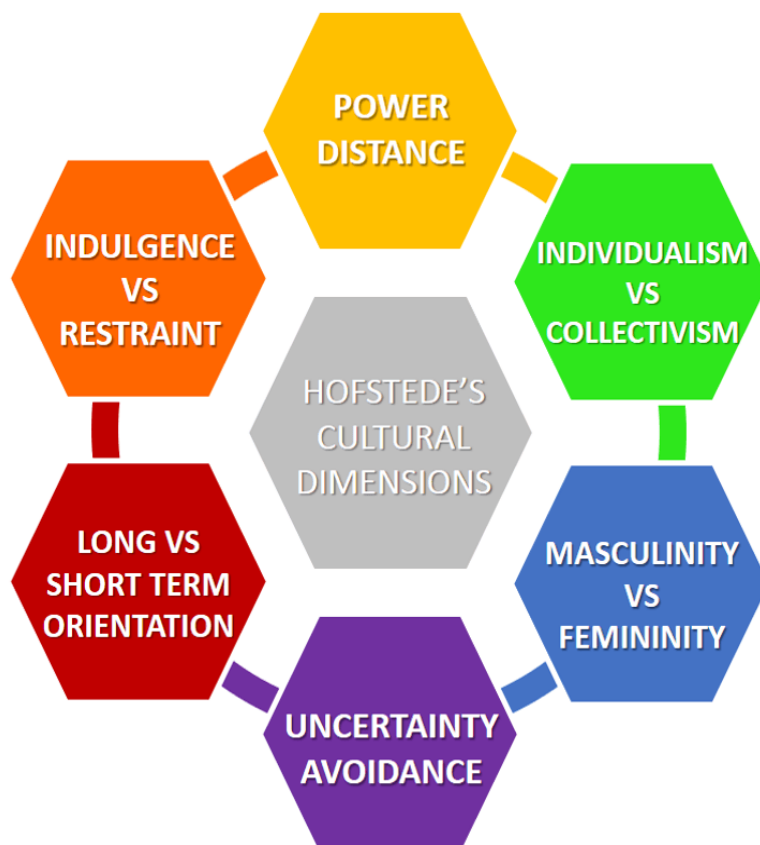 POWER
DISTANCE
INDIVIDUALISM
VS
COLLECTIVISM
MASCULINITY
VS
FEMININITY
UNCERTAINTY
AVOIDANCE
LONG VS
SHORT TERM
ORIENTATION
INDULGENCE
VS
RESTRAINT
HOFSTEDE'S
CULTURAL
DIMENSIONS